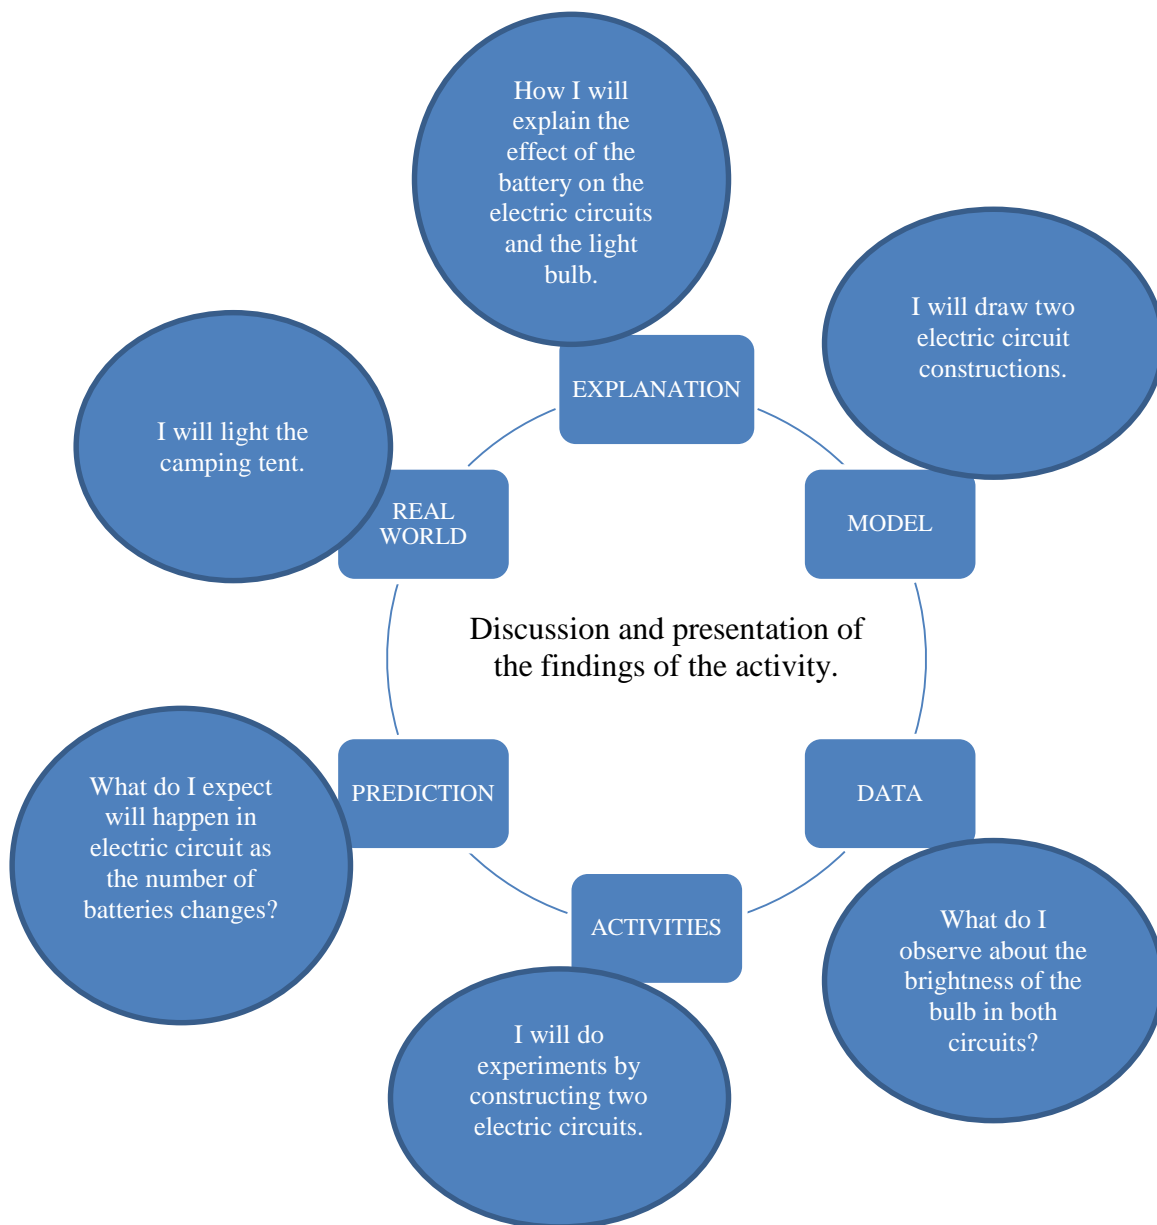 How I will
explain the
effect of the
battery on the
electric circuits
and the light
bulb.
EXPLANATION
I will draw two
electric circuit
constructions.
MODEL
What do I
observe about the
brightness of the
bulb in both
circuits?
DATA
I will do
experiments by
constructing two
electric circuits.
ACTIVITIES
What do I expect
will happen in
electric circuit as
the number of
batteries changes?
PREDICTION
I will light the
camping tent.
REAL
WORLD
Discussion and presentation of
the findings of the activity.